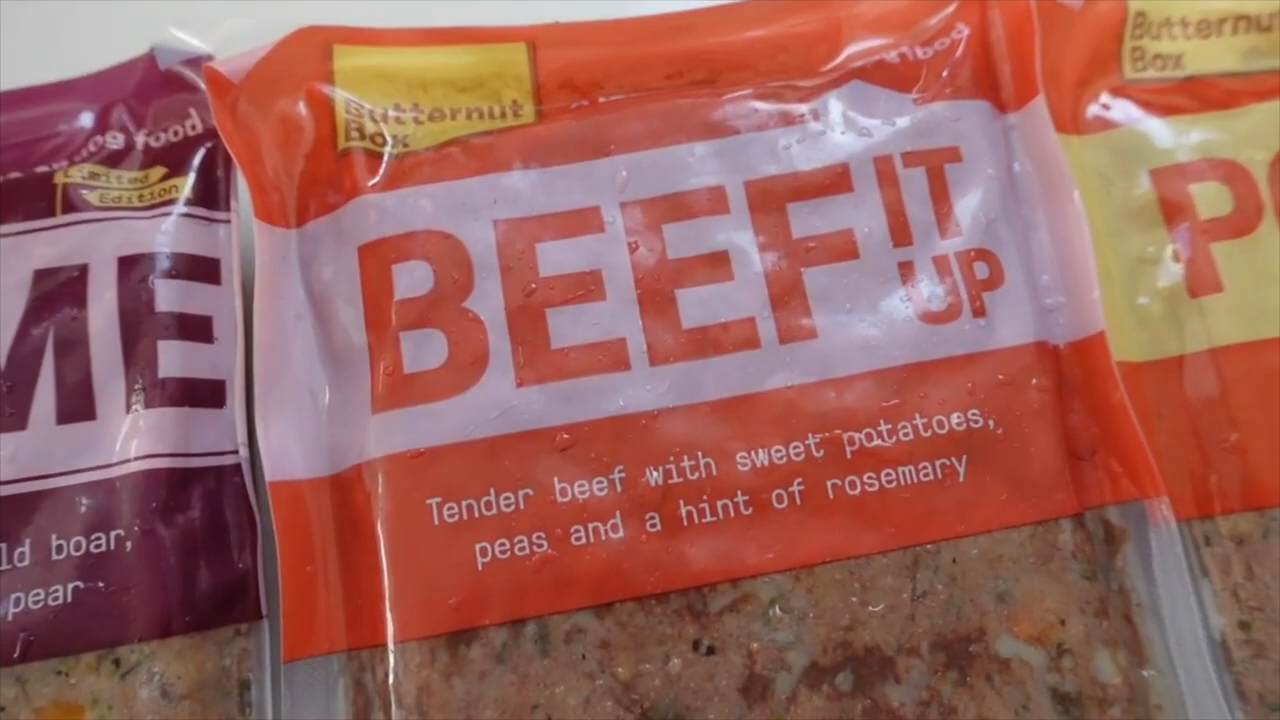 dog food
Limited
Edition
ME
ld boar,
pear
Butternut
Box
BEEF IT
UP
Tender beef with sweet potatoes,
peas and a hint of rosemary
Butternu
Box
P